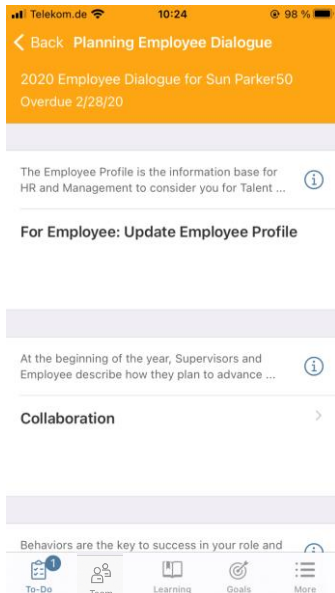 Telekom.de 10:24 98 %
Back Planning Employee Dialogue
2020 Employee Dialogue for Sun Parker50
Overdue 2/28/20
The Employee Profile is the information base for
HR and Management to consider you for Talent ...
For Employee: Update Employee Profile
At the beginning of the year, Supervisors and
Employee describe how they plan to advance ...
Collaboration
Behaviors are the key to success in your role and
1
To-Do Team Learning Goals More